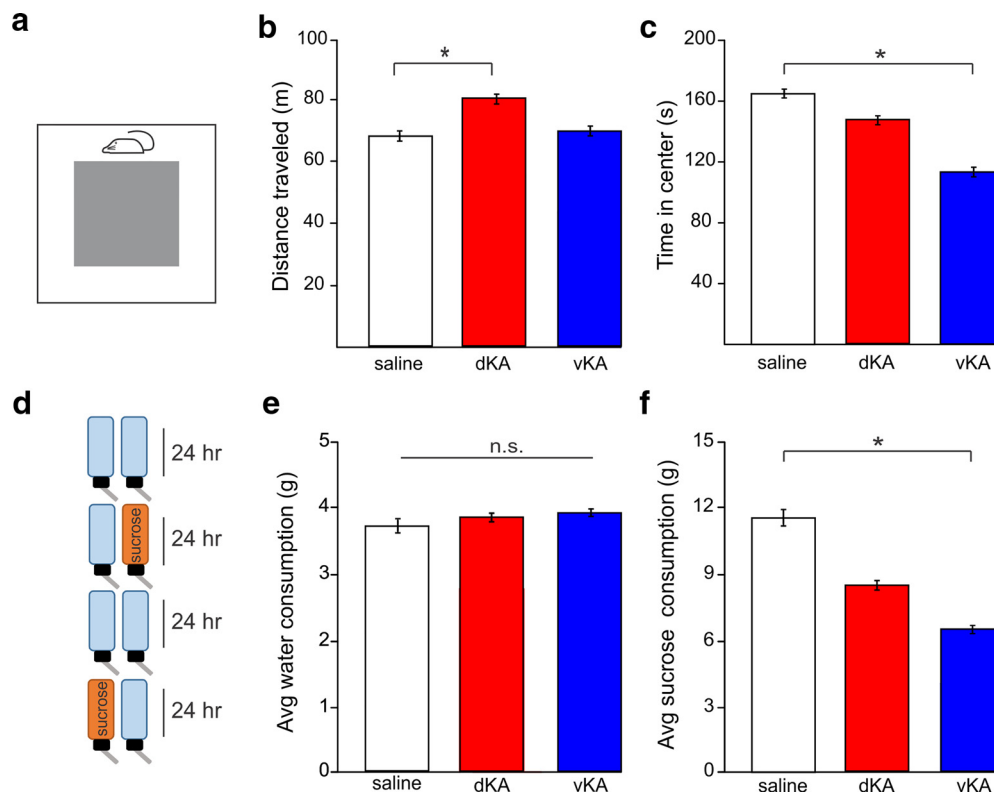 a
b
Distance traveled (m)
100
80
60
40
20
*
saline
dKA
vKA
c
Time in center (s)
200
160
120
80
40
*
saline
dKA
vKA
d
24 hr
sucrose
24 hr
24 hr
sucrose
24 hr
e
Avg water consumption (g)
5
4
3
2
1
0
n.s.
saline
dKA
vKA
f
Avg sucrose consumption (g)
15
12
9
6
3
0
*
saline
dKA
vKA